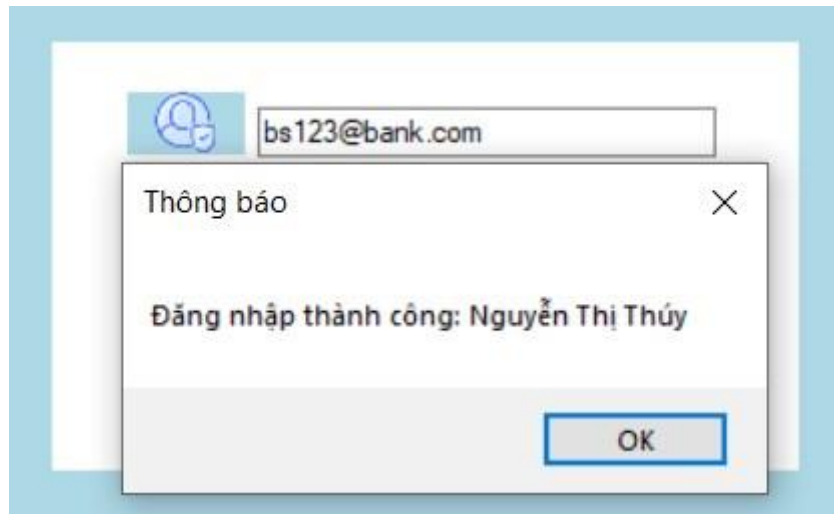 bs123@bank.com
Thông báo
Đăng nhập thành công: Nguyễn Thị Thúy
OK